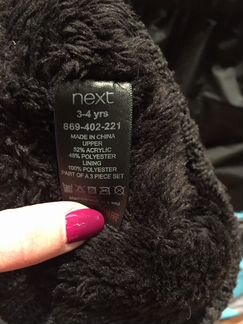 next
3-4 yrs
869-402-221
MADE IN CHINA
UPPER
52% ACRYLIC
48% POLYESTER
LINING
100% POLYESTER
PART OF A 3 PIECE SET